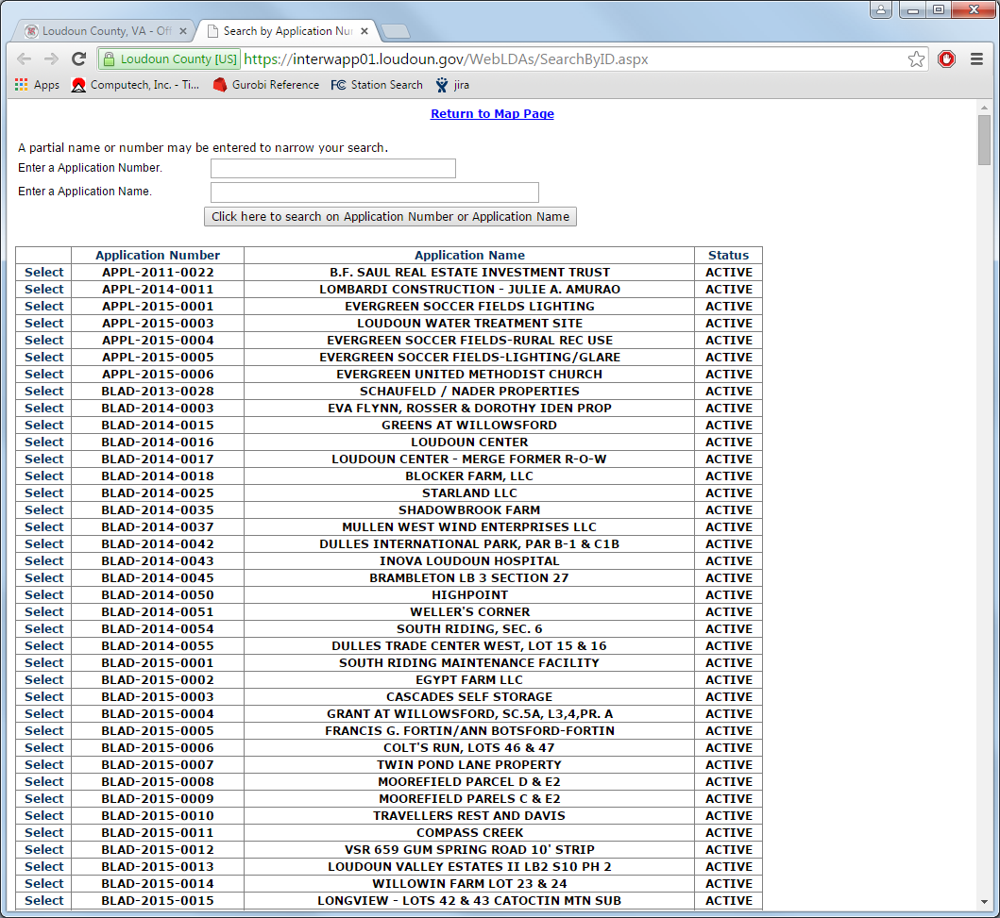 Loudoun County, VA - Off
Search by Application Nu
Loudoun County [US] https://interwapp01.loudoun.gov/WebLDAs/SearchByID.aspx
Apps Computech, Inc. - Ti... Gurobi Reference FC Station Search jira
Return to Map Page
A partial name or number may be entered to narrow your search.
Enter a Application Number.
Enter a Application Name.
Click here to search on Application Number or Application Name
Application Number Application Name Status
Select APPL-2011-0022 B.F. SAUL REAL ESTATE INVESTMENT TRUST ACTIVE
Select APPL-2014-0011 LOMBARDI CONSTRUCTION - JULIE A. AMURAO ACTIVE
Select APPL-2015-0001 EVERGREEN SOCCER FIELDS LIGHTING ACTIVE
Select APPL-2015-0003 LOUDOUN WATER TREATMENT SITE ACTIVE
Select APPL-2015-0004 EVERGREEN SOCCER FIELDS-RURAL REC USE ACTIVE
Select APPL-2015-0005 EVERGREEN SOCCER FIELDS-LIGHTING/GLARE ACTIVE
Select APPL-2015-0006 EVERGREEN UNITED METHODIST CHURCH ACTIVE
Select BLAD-2013-0028 SCHAUFELD / NADER PROPERTIES ACTIVE
Select BLAD-2014-0003 EVA FLYNN, ROSSER & DOROTHY IDEN PROP ACTIVE
Select BLAD-2014-0015 GREENS AT WILLOWSFORD ACTIVE
Select BLAD-2014-0016 LOUDOUN CENTER ACTIVE
Select BLAD-2014-0017 LOUDOUN CENTER - MERGE FORMER R-O-W ACTIVE
Select BLAD-2014-0018 BLOCKER FARM, LLC ACTIVE
Select BLAD-2014-0025 STARLAND LLC ACTIVE
Select BLAD-2014-0035 SHADOWBROOK FARM ACTIVE
Select BLAD-2014-0037 MULLEN WEST WIND ENTERPRISES LLC ACTIVE
Select BLAD-2014-0042 DULLES INTERNATIONAL PARK, PAR B-1 & C1B ACTIVE
Select BLAD-2014-0043 INOVA LOUDOUN HOSPITAL ACTIVE
Select BLAD-2014-0045 BRAMBLETON LB 3 SECTION 27 ACTIVE
Select BLAD-2014-0050 HIGHPOINT ACTIVE
Select BLAD-2014-0051 WELLER'S CORNER ACTIVE
Select BLAD-2014-0054 SOUTH RIDING, SEC. 6 ACTIVE
Select BLAD-2014-0055 DULLES TRADE CENTER WEST, LOT 15 & 16 ACTIVE
Select BLAD-2015-0001 SOUTH RIDING MAINTENANCE FACILITY ACTIVE
Select BLAD-2015-0002 EGYPT FARM LLC ACTIVE
Select BLAD-2015-0003 CASCADES SELF STORAGE ACTIVE
Select BLAD-2015-0004 GRANT AT WILLOWSFORD, SC.5A, L3,4,PR. A ACTIVE
Select BLAD-2015-0005 FRANCIS G. FORTIN/ANN BOTSFORD-FORTIN ACTIVE
Select BLAD-2015-0006 COLT'S RUN, LOTS 46 & 47 ACTIVE
Select BLAD-2015-0007 TWIN POND LANE PROPERTY ACTIVE
Select BLAD-2015-0008 MOOREFIELD PARCEL D & E2 ACTIVE
Select BLAD-2015-0009 MOOREFIELD PARELS C & E2 ACTIVE
Select BLAD-2015-0010 TRAVELLERS REST AND DAVIS ACTIVE
Select BLAD-2015-0011 COMPASS CREEK ACTIVE
Select BLAD-2015-0012 VSR 659 GUM SPRING ROAD 10' STRIP ACTIVE
Select BLAD-2015-0013 LOUDOUN VALLEY ESTATES II LB2 S10 PH 2 ACTIVE
Select BLAD-2015-0014 WILLOWIN FARM LOT 23 & 24 ACTIVE
Select BLAD-2015-0015 LONGVIEW - LOTS 42 & 43 CATOCTIN MTN SUB ACTIVE